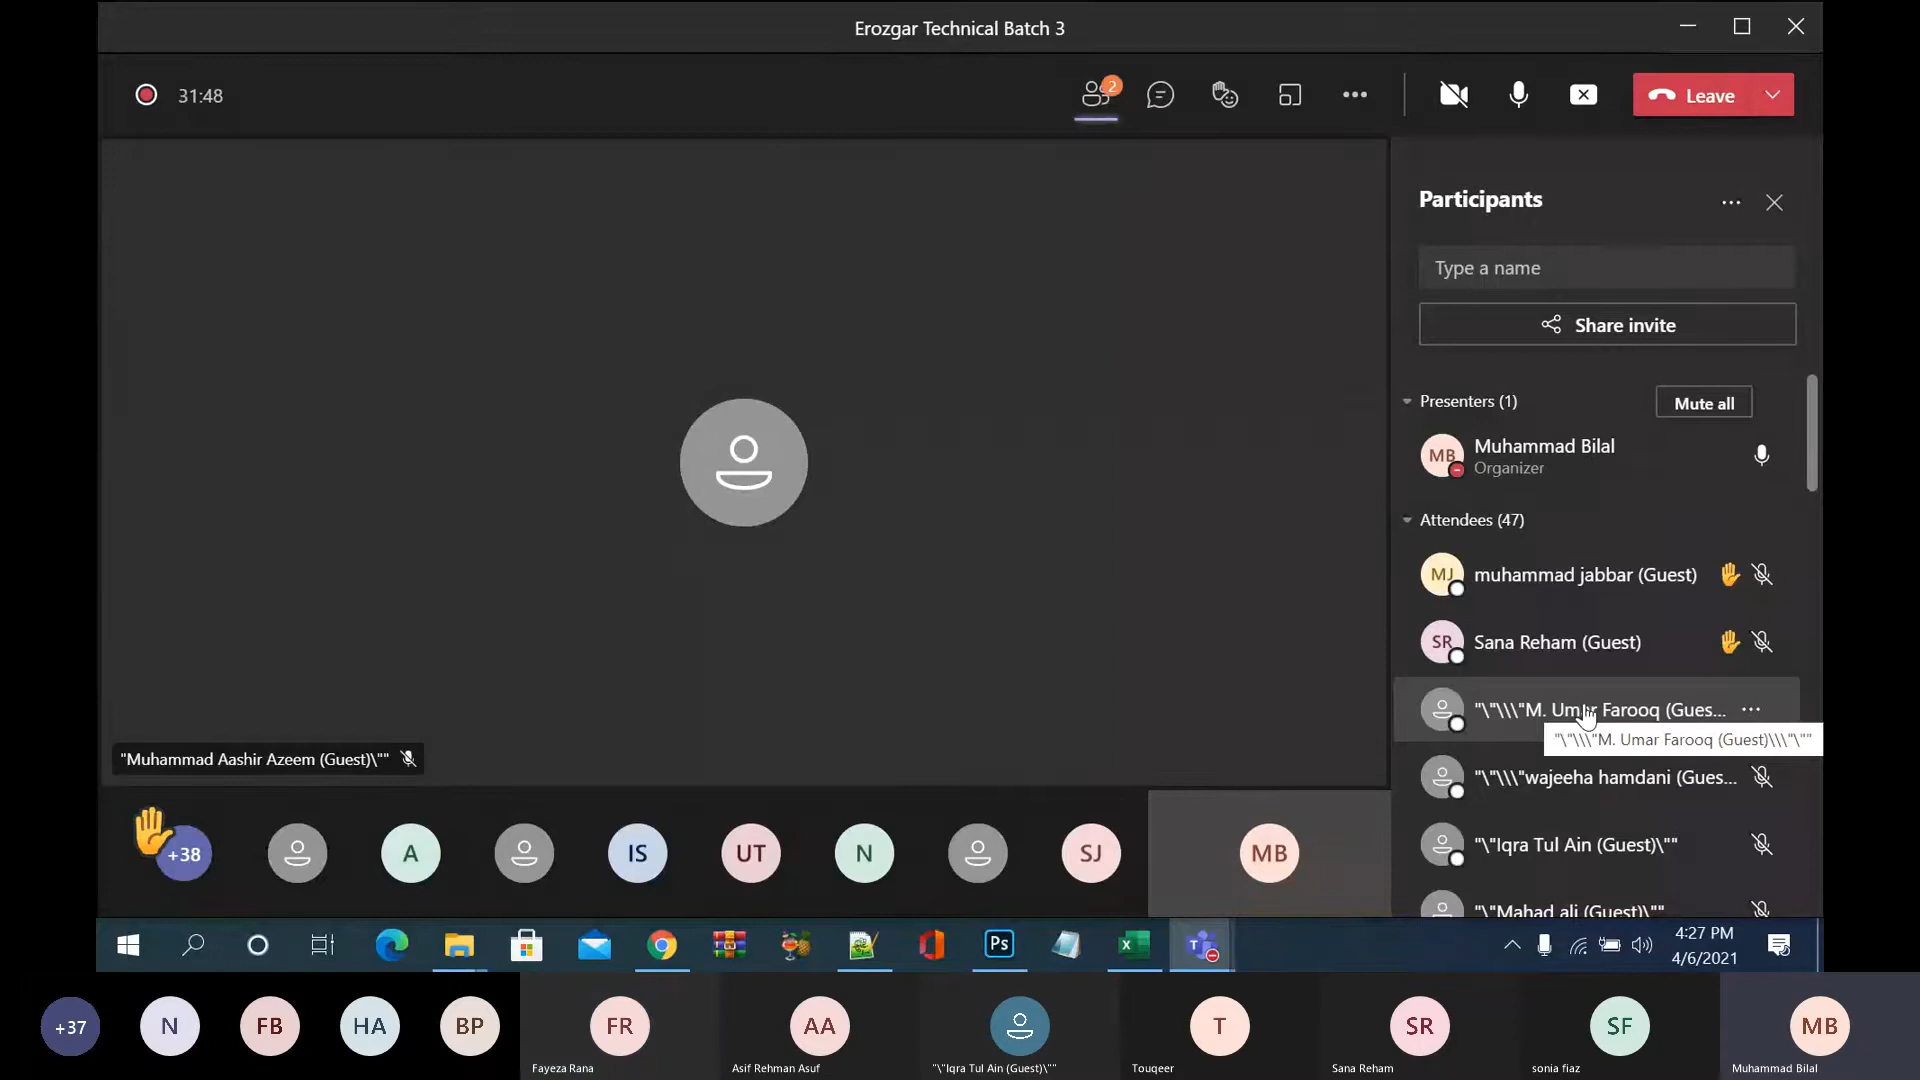 Erozgar Technical Batch 3
31:48
2
Leave
Participants
Type a name
Share invite
Presenters (1)
Mute all
MB
Muhammad Bilal
Organizer
Attendees (47)
MJ
muhammad jabbar (Guest)
SR
Sana Reham (Guest)
"\"\\\"M. Umar Farooq (Gues...
"\"\\\"M. Umar Farooq (Guest)\\\"\""
"\"\\\"wajeeha hamdani (Gues...
"\"Iqra Tul Ain (Guest)\""
"\"Mahad ali (Guest)\""
"Muhammad Aashir Azeem (Guest)\""
+38
A
IS
UT
N
SJ
MB
Ps
4:27 PM
4/6/2021
+37
N
FB
HA
BP
FR
AA
T
SR
SF
MB
Fayeza Rana
Asif Rehman Asuf
"\"Iqra Tul Ain (Guest)\""
Touqeer
Sana Reham
sonia fiaz
Muhammad Bilal